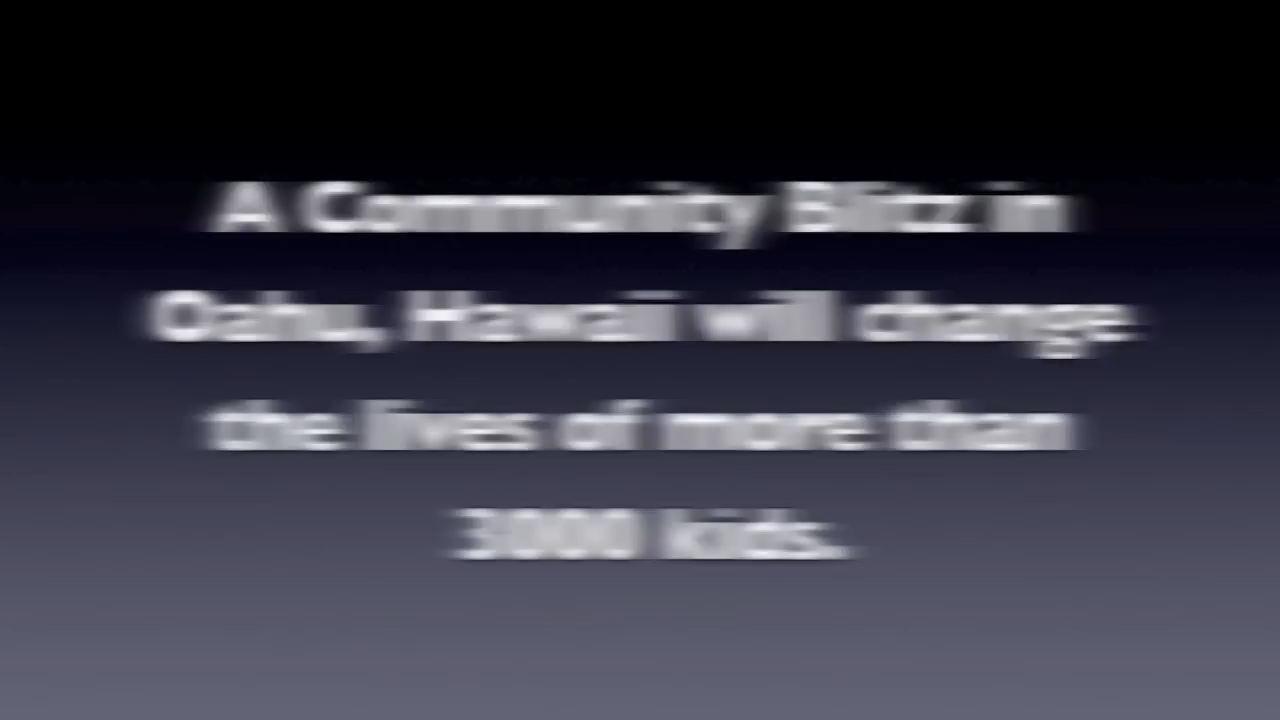 A Community Blitz in
Oahu, Hawaii will change
the lives of more than
3000 kids.